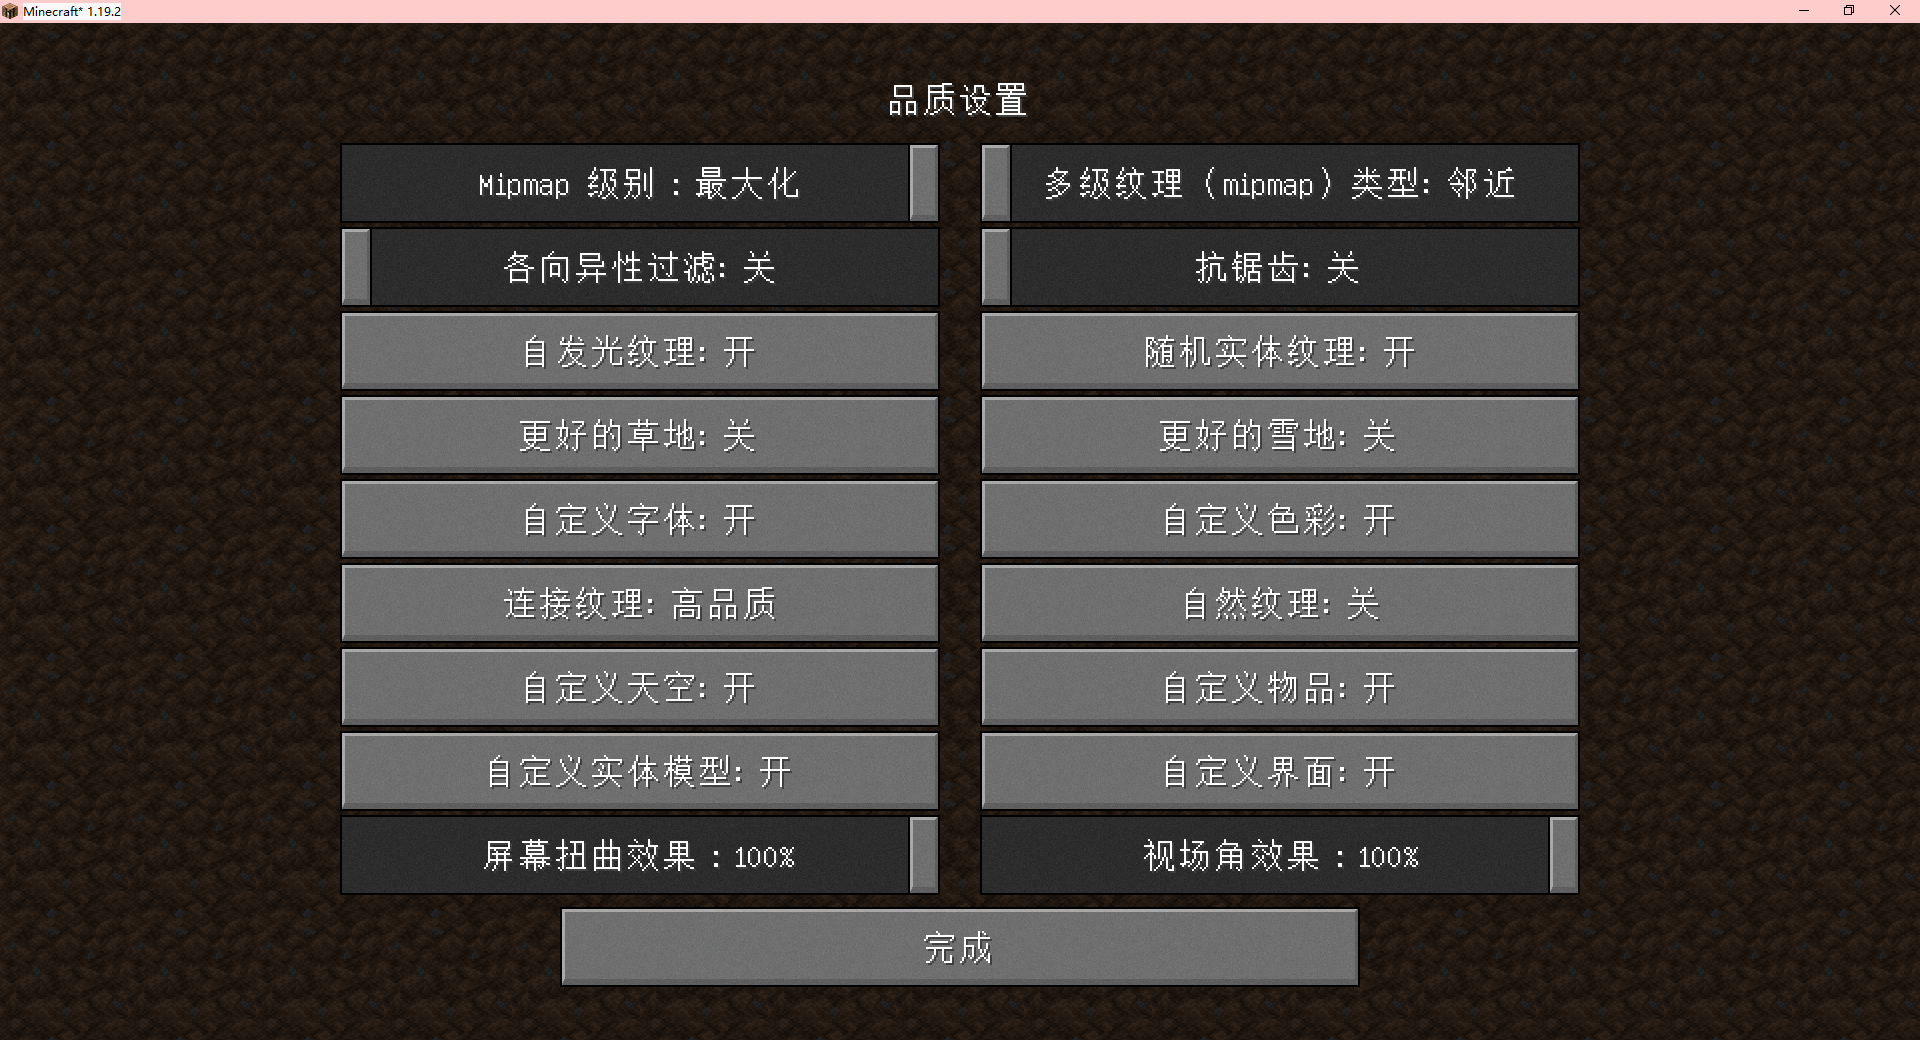 Minecraft* 1.19.2
品质设置
Mipmap 级别：最大化
多级纹理（mipmap）类型: 邻近
各向异性过滤: 关
抗锯齿: 关
自发光纹理: 开
随机实体纹理: 开
更好的草地: 关
更好的雪地: 关
自定义字体: 开
自定义色彩: 开
连接纹理: 高品质
自然纹理: 关
自定义天空: 开
自定义物品: 开
自定义实体模型: 开
自定义界面: 开
屏幕扭曲效果：100%
视场角效果：100%
完成